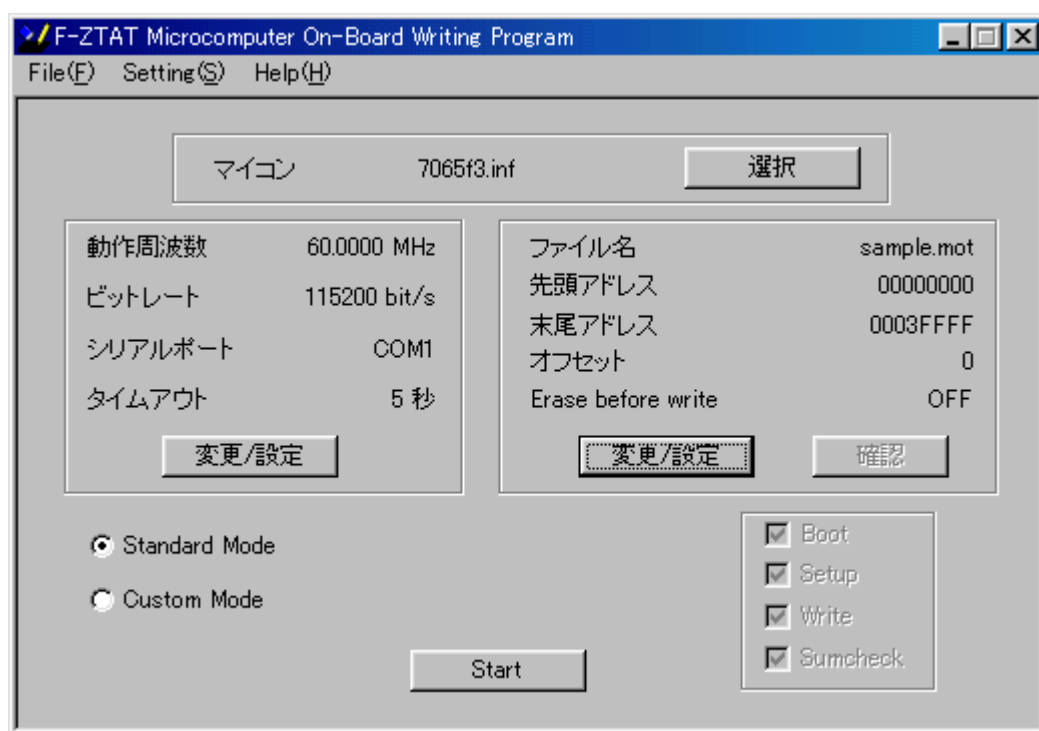 F-ZTAT Microcomputer On-Board Writing Program
File(F) Setting(S) Help(H)
マイコン 7065f3.inf 選択
動作周波数 60.0000 MHz
ビットレート 115200 bit/s
シリアルポート COM1
タイムアウト 5 秒
変更/設定
ファイル名 sample.mot
先頭アドレス 00000000
末尾アドレス 0003FFFF
オフセット 0
Erase before write OFF
変更/設定 確認
Standard Mode
Custom Mode
Boot
Setup
Write
Sumcheck
Start